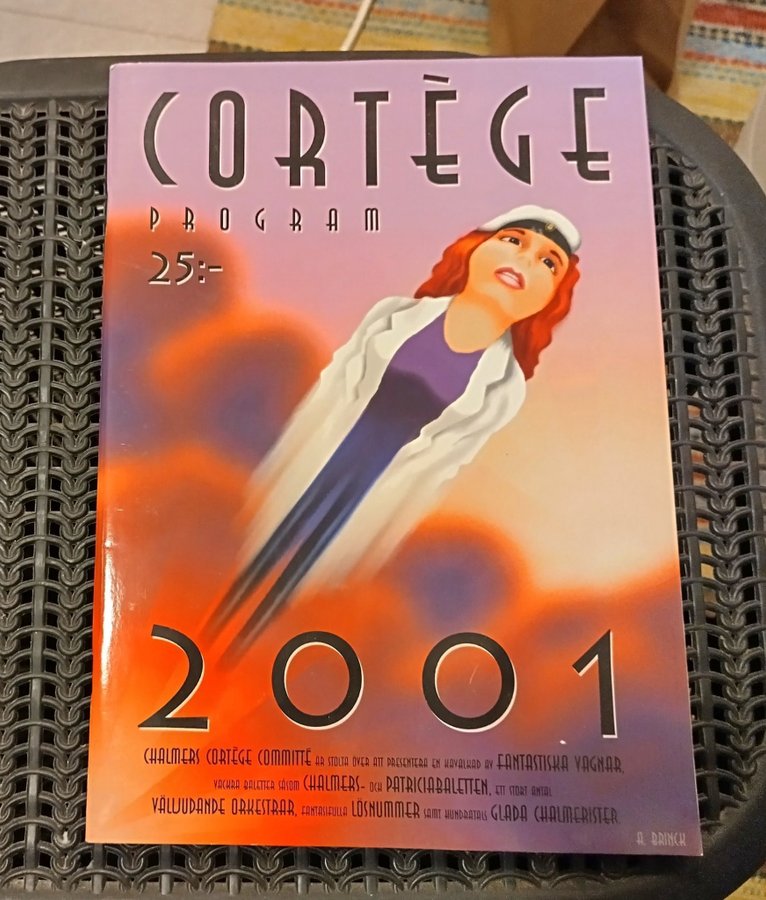 CORTÈGE
PROGRAM
25:-
2001
CHALMERS CORTÈGE COMMITTÉ ÄR STOLTA ÖVER ATT PRESENTERA EN KAVALKAD AV FANTASTISKA VAGNAR,
VACKRA BALETTER SÅSOM CHALMERS- OCH PATRICIABALETTEN, ETT STORT ANTAL
VÄLLJUDANDE ORKESTRAR, FANTASIFULLA LÖSNUMMER SAMT HUNDRATALS GLADA CHALMERISTER.
A. BRINCK